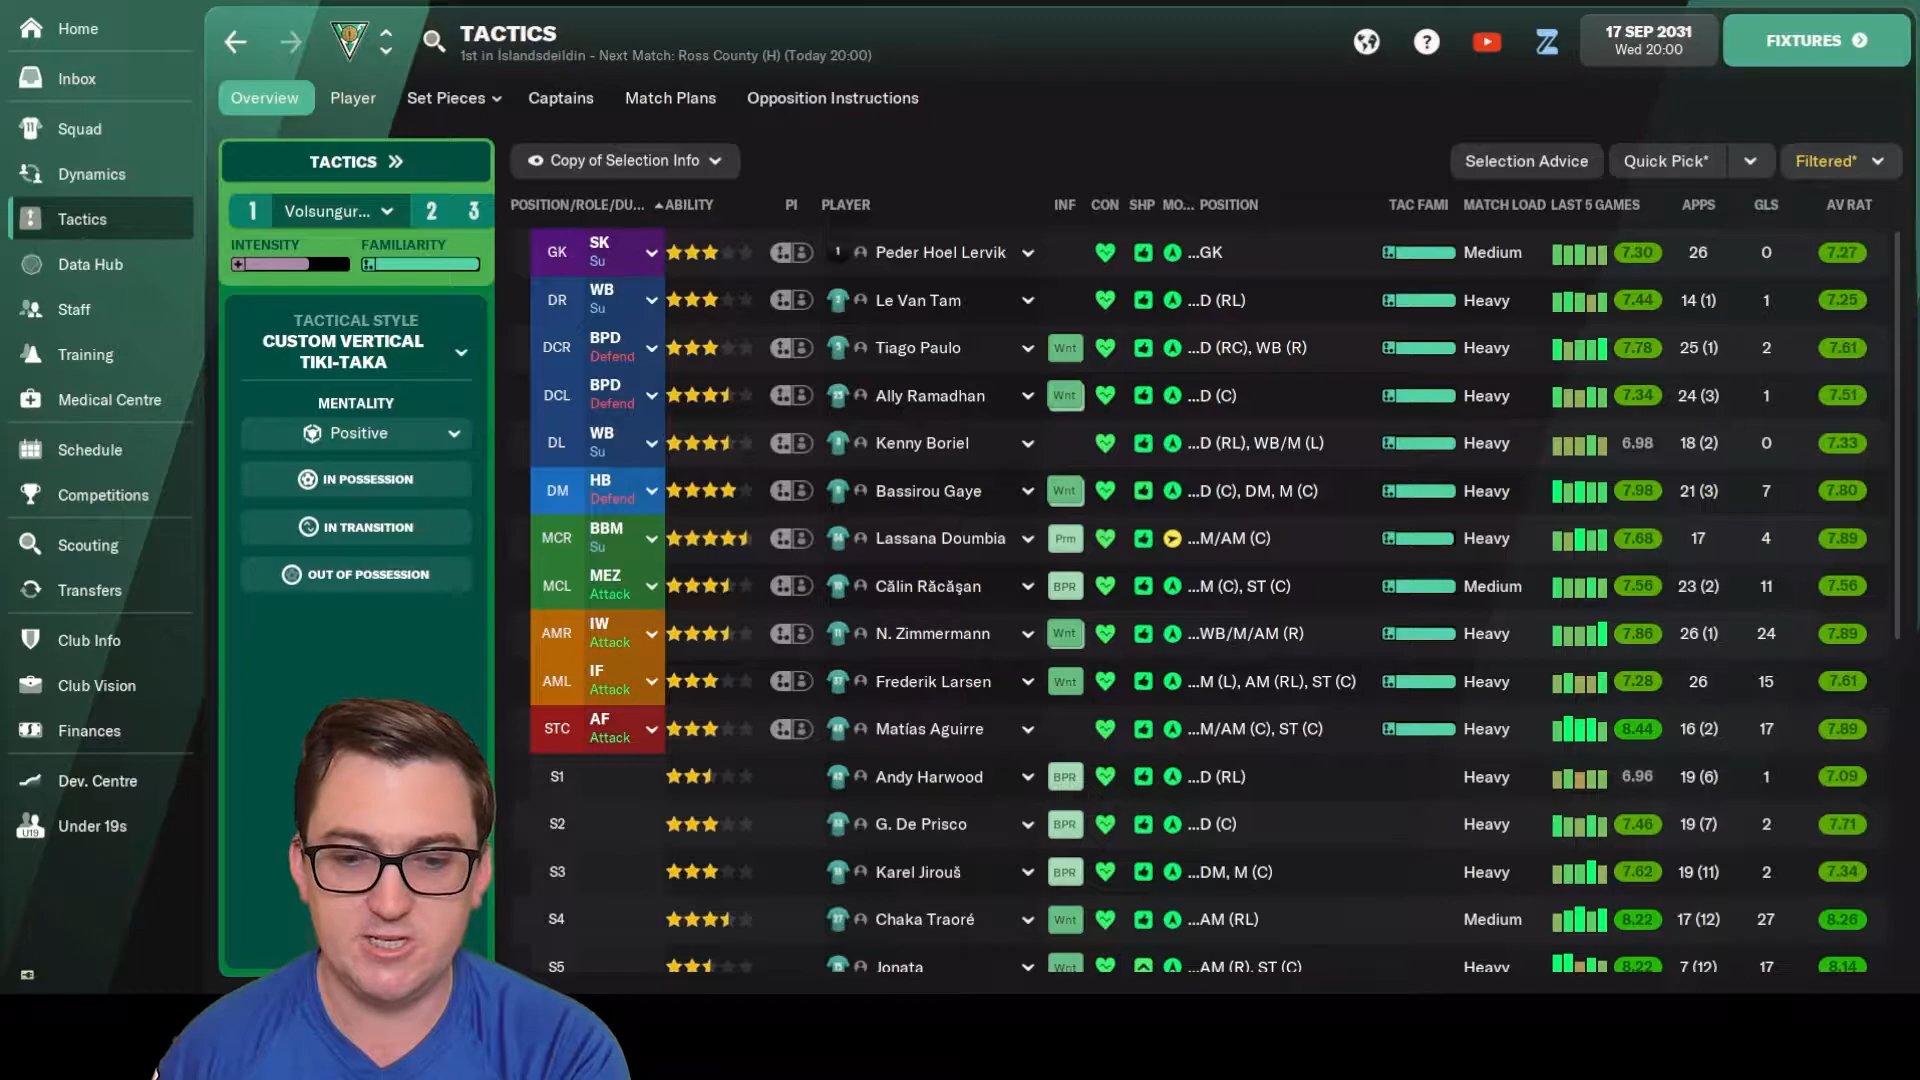 Home
Inbox
Squad
Dynamics
Tactics
Data Hub
Staff
Training
Medical Centre
Schedule
Competitions
Scouting
Transfers
Club Info
Club Vision
Finances
Dev. Centre
U19
Under 19s
TACTICS
1st in Íslandsdeildin - Next Match: Ross County (H) (Today 20:00)
17 SEP 2031
Wed 20:00
FIXTURES
Overview Player Set Pieces Captains Match Plans Opposition Instructions
TACTICS
1 Volsungur... 2 3
INTENSITY FAMILIARITY
TACTICAL STYLE
CUSTOM VERTICAL
TIKI-TAKA
MENTALITY
Positive
IN POSSESSION
IN TRANSITION
OUT OF POSSESSION
Copy of Selection Info Selection Advice Quick Pick* Filtered*
POSITION/ROLE/DU... ABILITY PI PLAYER INF CON SHP MO... POSITION TAC FAMI MATCH LOAD LAST 5 GAMES APPS GLS AV RAT
GK SK Su 1 Peder Hoel Lervik ...GK Medium 7.30 26 0 7.27
DR WB Su Le Van Tam ...D (RL) Heavy 7.44 14 (1) 1 7.25
DCR BPD Defend Tiago Paulo Wnt ...D (RC), WB (R) Heavy 7.78 25 (1) 2 7.61
DCL BPD Defend Ally Ramadhan Wnt ...D (C) Heavy 7.34 24 (3) 1 7.51
DL WB Su Kenny Boriel ...D (RL), WB/M (L) Heavy 6.98 18 (2) 0 7.33
DM HB Defend Bassirou Gaye Wnt ...D (C), DM, M (C) Heavy 7.98 21 (3) 7 7.80
MCR BBM Su Lassana Doumbia Prm ...M/AM (C) Heavy 7.68 17 4 7.89
MCL MEZ Attack Călin Răcăşan BPR ...M (C), ST (C) Medium 7.56 23 (2) 11 7.56
AMR IW Attack N. Zimmermann Wnt ...WB/M/AM (R) Heavy 7.86 26 (1) 24 7.89
AML IF Attack Frederik Larsen Wnt ...M (L), AM (RL), ST (C) Heavy 7.28 26 15 7.61
STC AF Attack Matías Aguirre ...M/AM (C), ST (C) Heavy 8.44 16 (2) 17 7.89
S1 Andy Harwood BPR ...D (RL) Heavy 6.96 19 (6) 1 7.09
S2 G. De Prisco BPR ...D (C) Heavy 7.46 19 (7) 2 7.71
S3 Karel Jirouš BPR ...DM, M (C) Heavy 7.62 19 (11) 2 7.34
S4 Chaka Traoré Wnt ...AM (RL) Medium 8.22 17 (12) 27 8.26
S5 Jonata Wnt ...AM (R), ST (C) Heavy 8.22 7 (12) 17 8.14